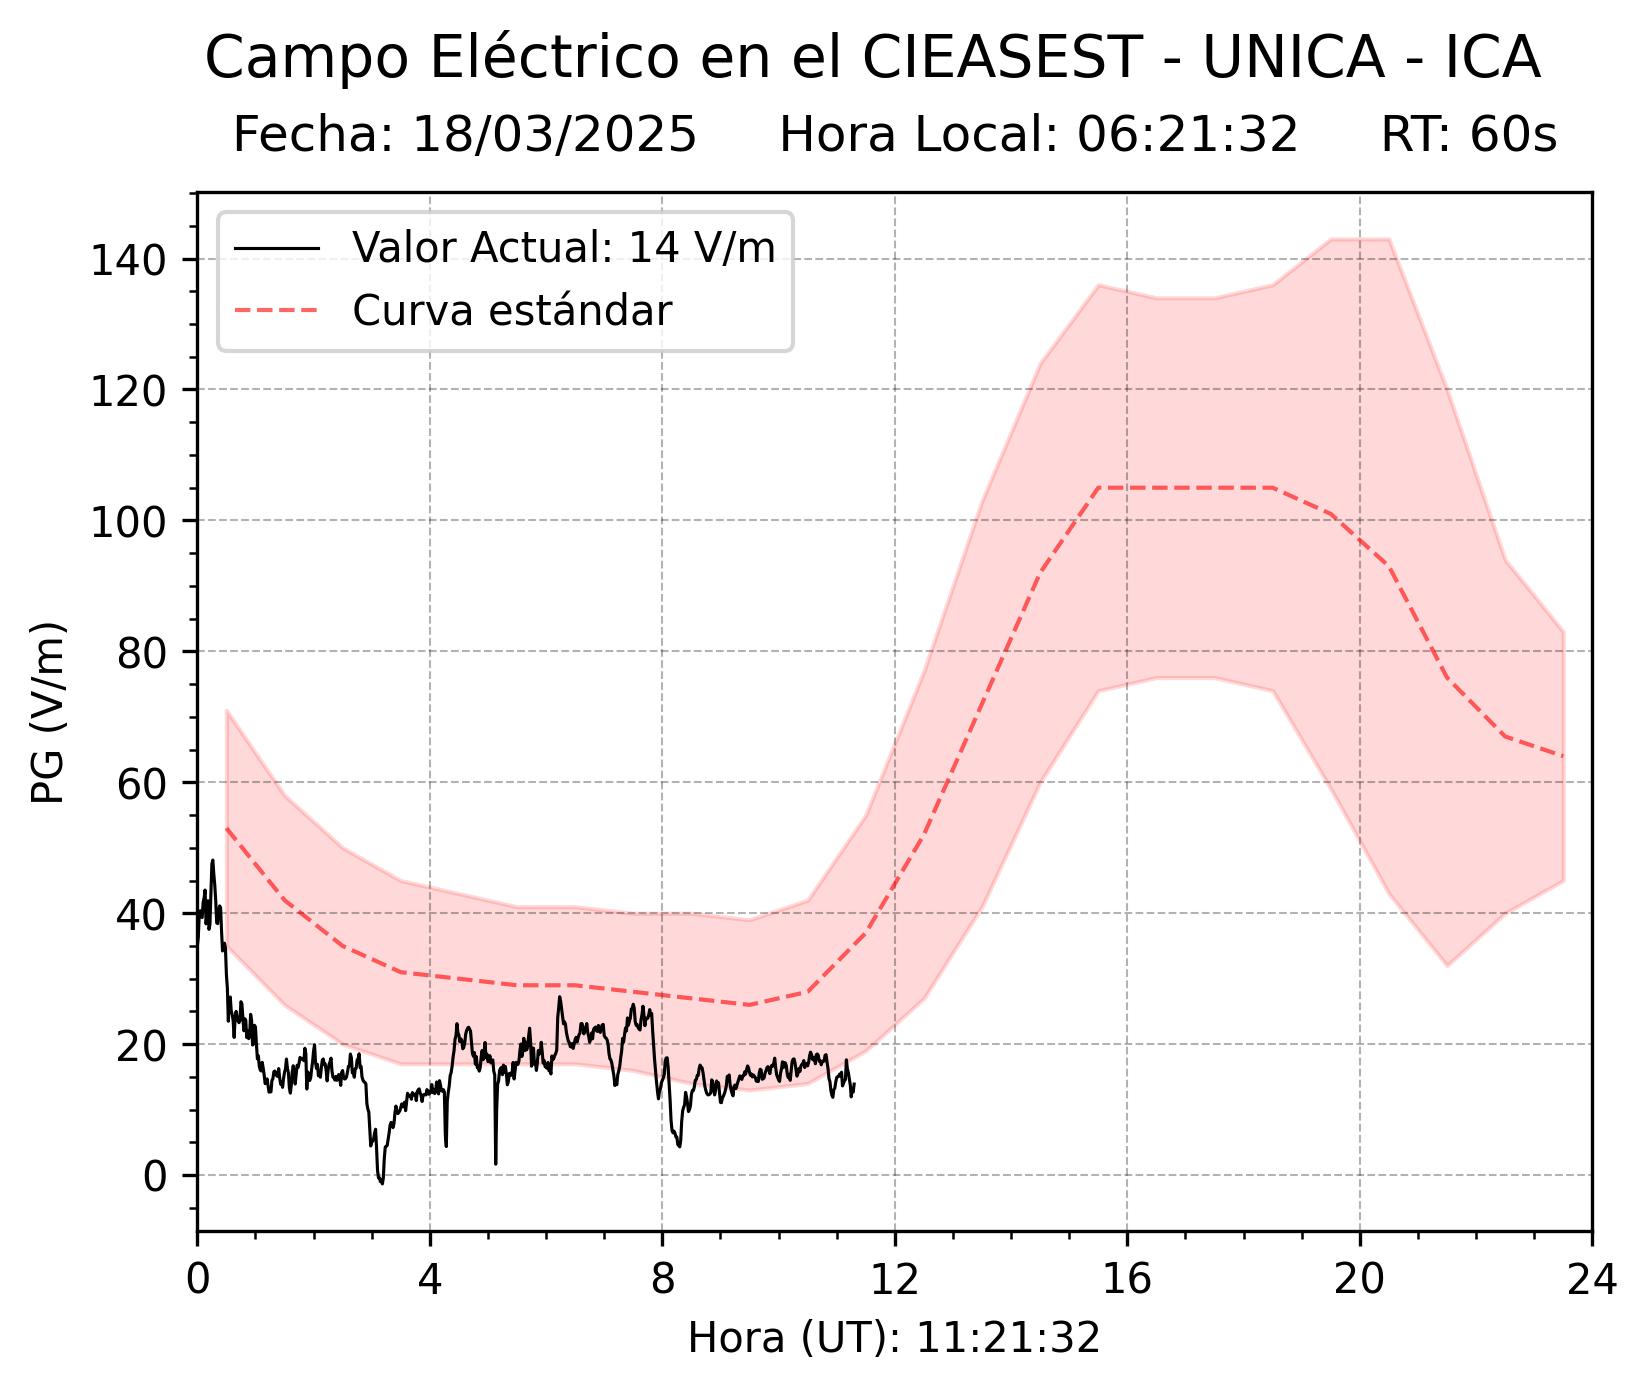 Campo Eléctrico en el CIEASEST - UNICA - ICA
Fecha: 18/03/2025 Hora Local: 06:21:32 RT: 60s
Valor Actual: 14 V/m
Curva estándar
PG (V/m)
140
120
100
80
60
40
20
0
0 4 8 12 16 20 24
Hora (UT): 11:21:32